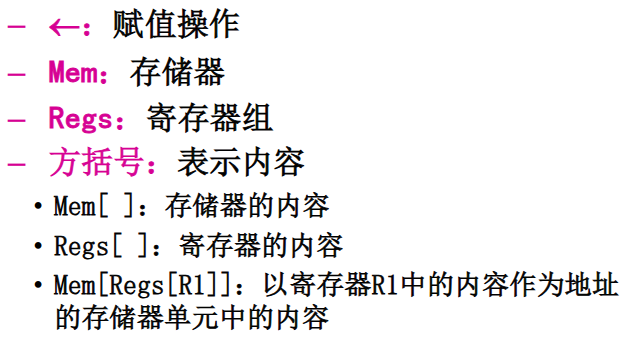 – ←：赋值操作
– Mem：存储器
– Regs：寄存器组
– 方括号：表示内容
• Mem[ ]：存储器的内容
• Regs[ ]：寄存器的内容
• Mem[Regs[R1]]：以寄存器R1中的内容作为地址
的存储器单元中的内容